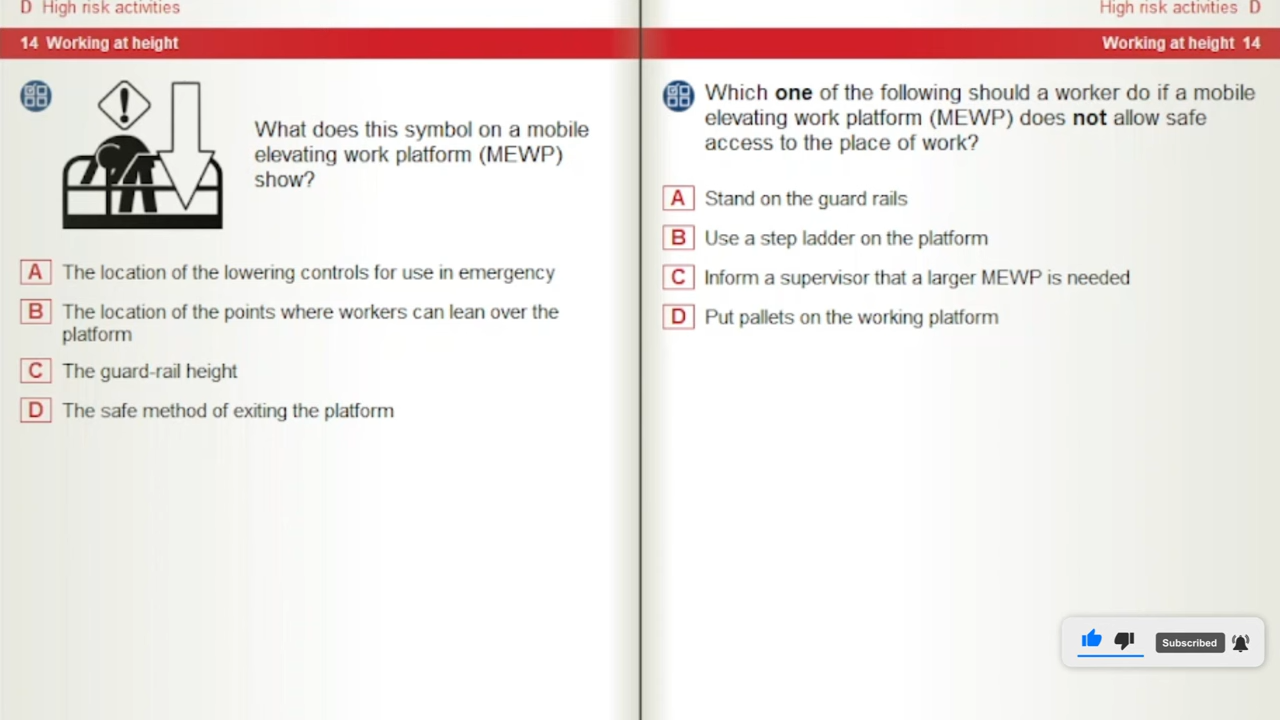 D High risk activities
14 Working at height
What does this symbol on a mobile
elevating work platform (MEWP)
show?
A The location of the lowering controls for use in emergency
B The location of the points where workers can lean over the
platform
C The guard-rail height
D The safe method of exiting the platform
High risk activities D
Working at height 14
Which one of the following should a worker do if a mobile
elevating work platform (MEWP) does not allow safe
access to the place of work?
A Stand on the guard rails
B Use a step ladder on the platform
C Inform a supervisor that a larger MEWP is needed
D Put pallets on the working platform
Subscribed